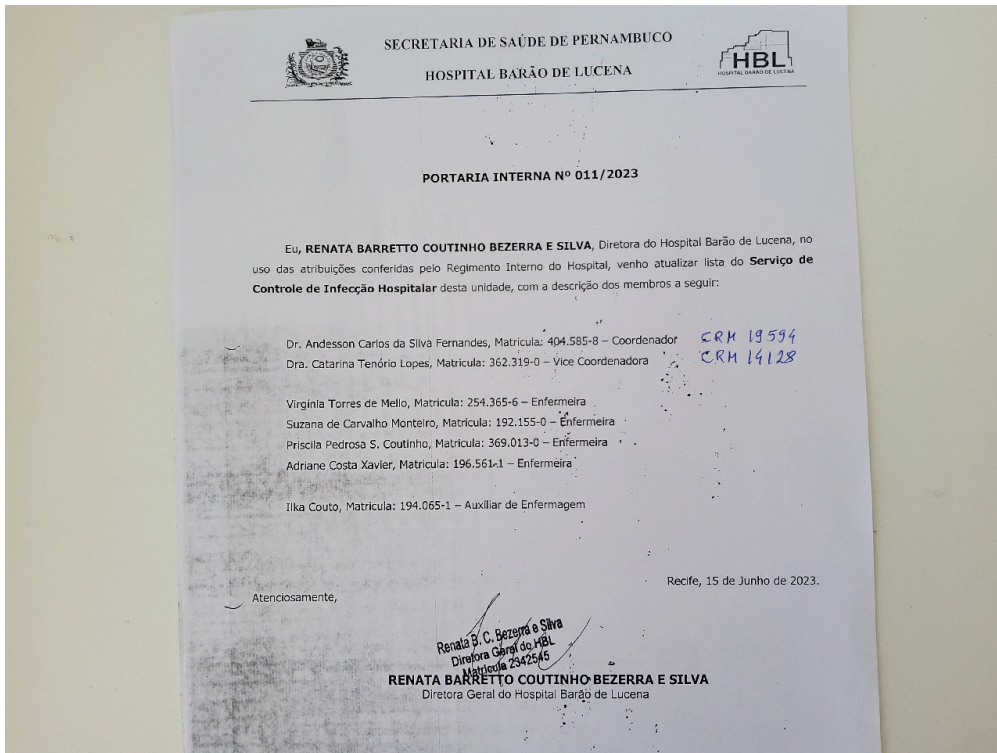 SECRETARIA DE SAÚDE DE PERNAMBUCO
HOSPITAL BARÃO DE LUCENA
HBL
HOSPITAL BARÃO DE LUCENA
PORTARIA INTERNA Nº 011/2023
Eu, RENATA BARRETTO COUTINHO BEZERRA E SILVA, Diretora do Hospital Barão de Lucena, no
uso das atribuições conferidas pelo Regimento Interno do Hospital, venho atualizar lista do Serviço de
Controle de Infecção Hospitalar desta unidade, com a descrição dos membros a seguir:
Dr. Andesson Carlos da Silva Fernandes, Matricula: 404.585-8 – Coordenador CRM 19594
Dra. Catarina Tenório Lopes, Matricula: 362.319-0 – Vice Coordenadora CRM 14128
Virgínia Torres de Mello, Matricula: 254.365-6 – Enfermeira
Suzana de Carvalho Monteiro, Matricula: 192.155-0 – Enfermeira
Priscila Pedrosa S. Coutinho, Matricula: 369.013-0 – Enfermeira
Adriane Costa Xavier, Matricula: 196.561-1 – Enfermeira
Ilka Couto, Matricula: 194.065-1 – Auxiliar de Enfermagem
Recife, 15 de Junho de 2023.
Atenciosamente,
Renata B. C. Bezerra e Silva
Diretora Geral do HBL
Matricula 2342545
RENATA BARRETTO COUTINHO BEZERRA E SILVA
Diretora Geral do Hospital Barão de Lucena